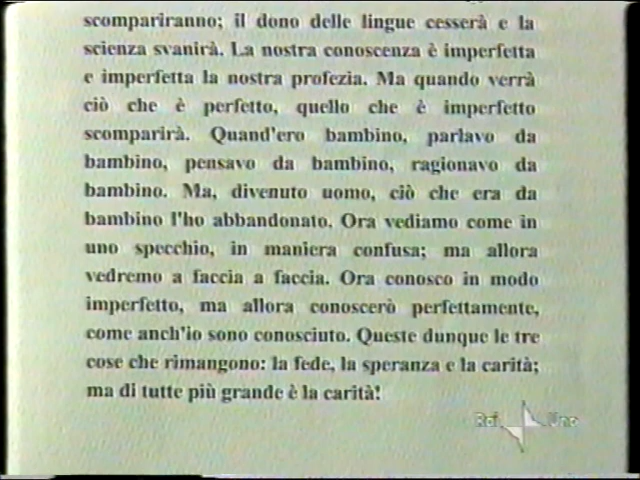 scompariranno; il dono delle lingue cesserà e la
scienza svanirà. La nostra conoscenza è imperfetta
e imperfetta la nostra profezia. Ma quando verrà
ciò che è perfetto, quello che è imperfetto
scomparirà. Quand'ero bambino, parlavo da
bambino, pensavo da bambino, ragionavo da
bambino. Ma, divenuto uomo, ciò che era da
bambino l'ho abbandonato. Ora vediamo come in
uno specchio, in maniera confusa; ma allora
vedremo a faccia a faccia. Ora conosco in modo
imperfetto, ma allora conoscerò perfettamente,
come anch'io sono conosciuto. Queste dunque le tre
cose che rimangono: la fede, la speranza e la carità;
ma di tutte più grande è la carità!
Rai Uno